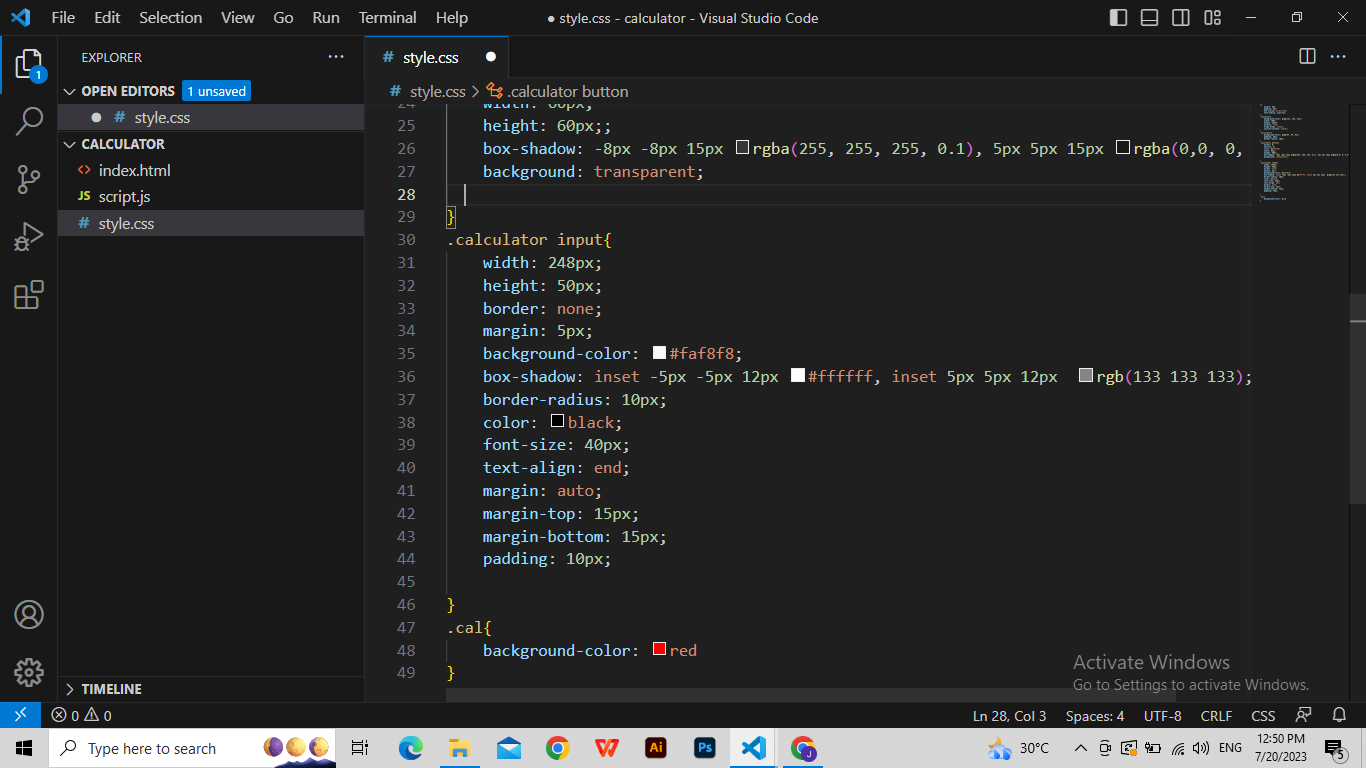 File Edit Selection View Go Run Terminal Help ● style.css - calculator - Visual Studio Code
EXPLORER ···
1
OPEN EDITORS 1 unsaved
● # style.css
CALCULATOR
<> index.html
JS script.js
# style.css
TIMELINE
# style.css ●
# style.css > .calculator button
24 width: 60px;
25 height: 60px;;
26 box-shadow: -8px -8px 15px rgba(255, 255, 255, 0.1), 5px 5px 15px rgba(0,0, 0,
27 background: transparent;
28
29 }
30 .calculator input{
31 width: 248px;
32 height: 50px;
33 border: none;
34 margin: 5px;
35 background-color: #faf8f8;
36 box-shadow: inset -5px -5px 12px #ffffff, inset 5px 5px 12px rgb(133 133 133);
37 border-radius: 10px;
38 color: black;
39 font-size: 40px;
40 text-align: end;
41 margin: auto;
42 margin-top: 15px;
43 margin-bottom: 15px;
44 padding: 10px;
45
46 }
47 .cal{
48 background-color: red
49 }
Activate Windows
Go to Settings to activate Windows.
0 0 Ln 28, Col 3 Spaces: 4 UTF-8 CRLF CSS
Type here to search
W Ai Ps J
30°C ENG
12:50 PM
7/20/2023
5